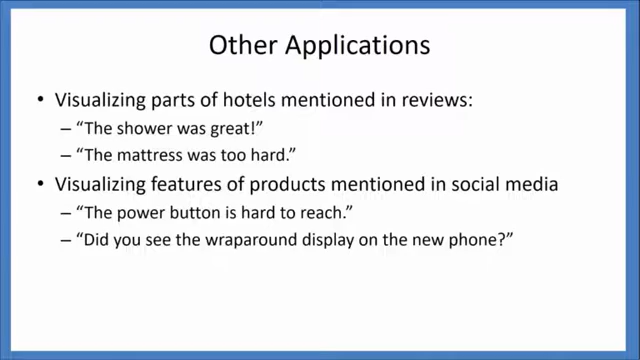 Other Applications
• Visualizing parts of hotels mentioned in reviews:
– “The shower was great!”
– “The mattress was too hard.”
• Visualizing features of products mentioned in social media
– “The power button is hard to reach.”
– “Did you see the wraparound display on the new phone?”